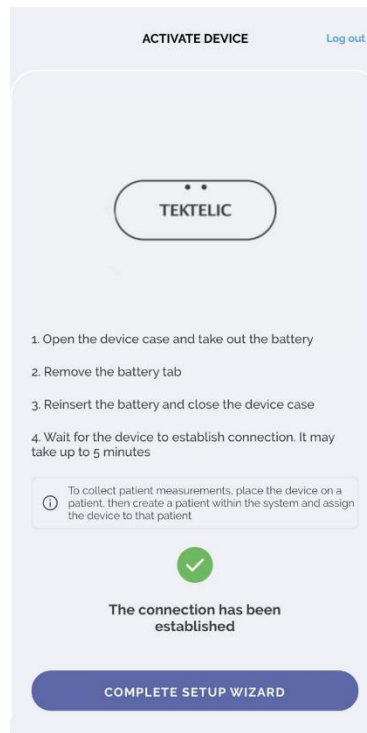 ACTIVATE DEVICE
Log out
TEKTELIC
1. Open the device case and take out the battery
2. Remove the battery tab
3. Reinsert the battery and close the device case
4. Wait for the device to establish connection. It may
take up to 5 minutes
To collect patient measurements, place the device on a
patient, then create a patient within the system and assign
the device to that patient
The connection has been
established
COMPLETE SETUP WIZARD